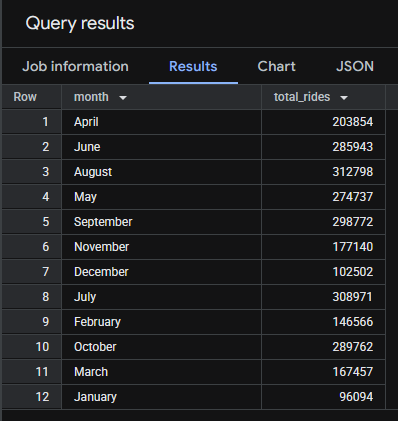 Query results
Job information Results Chart JSON
Row month total_rides
1 April 203854
2 June 285943
3 August 312798
4 May 274737
5 September 298772
6 November 177140
7 December 102502
8 July 308971
9 February 146566
10 October 289762
11 March 167457
12 January 96094